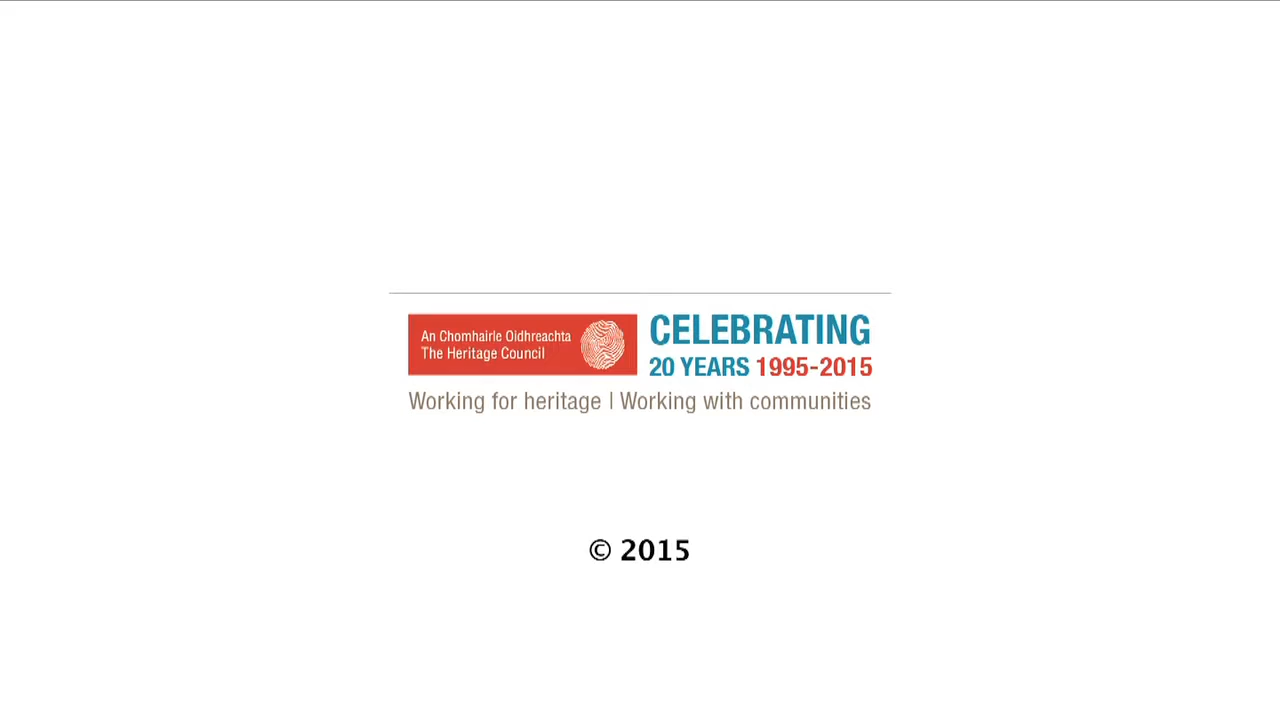 An Chomhairle Oidhreachta
The Heritage Council
CELEBRATING
20 YEARS 1995-2015
Working for heritage | Working with communities
© 2015